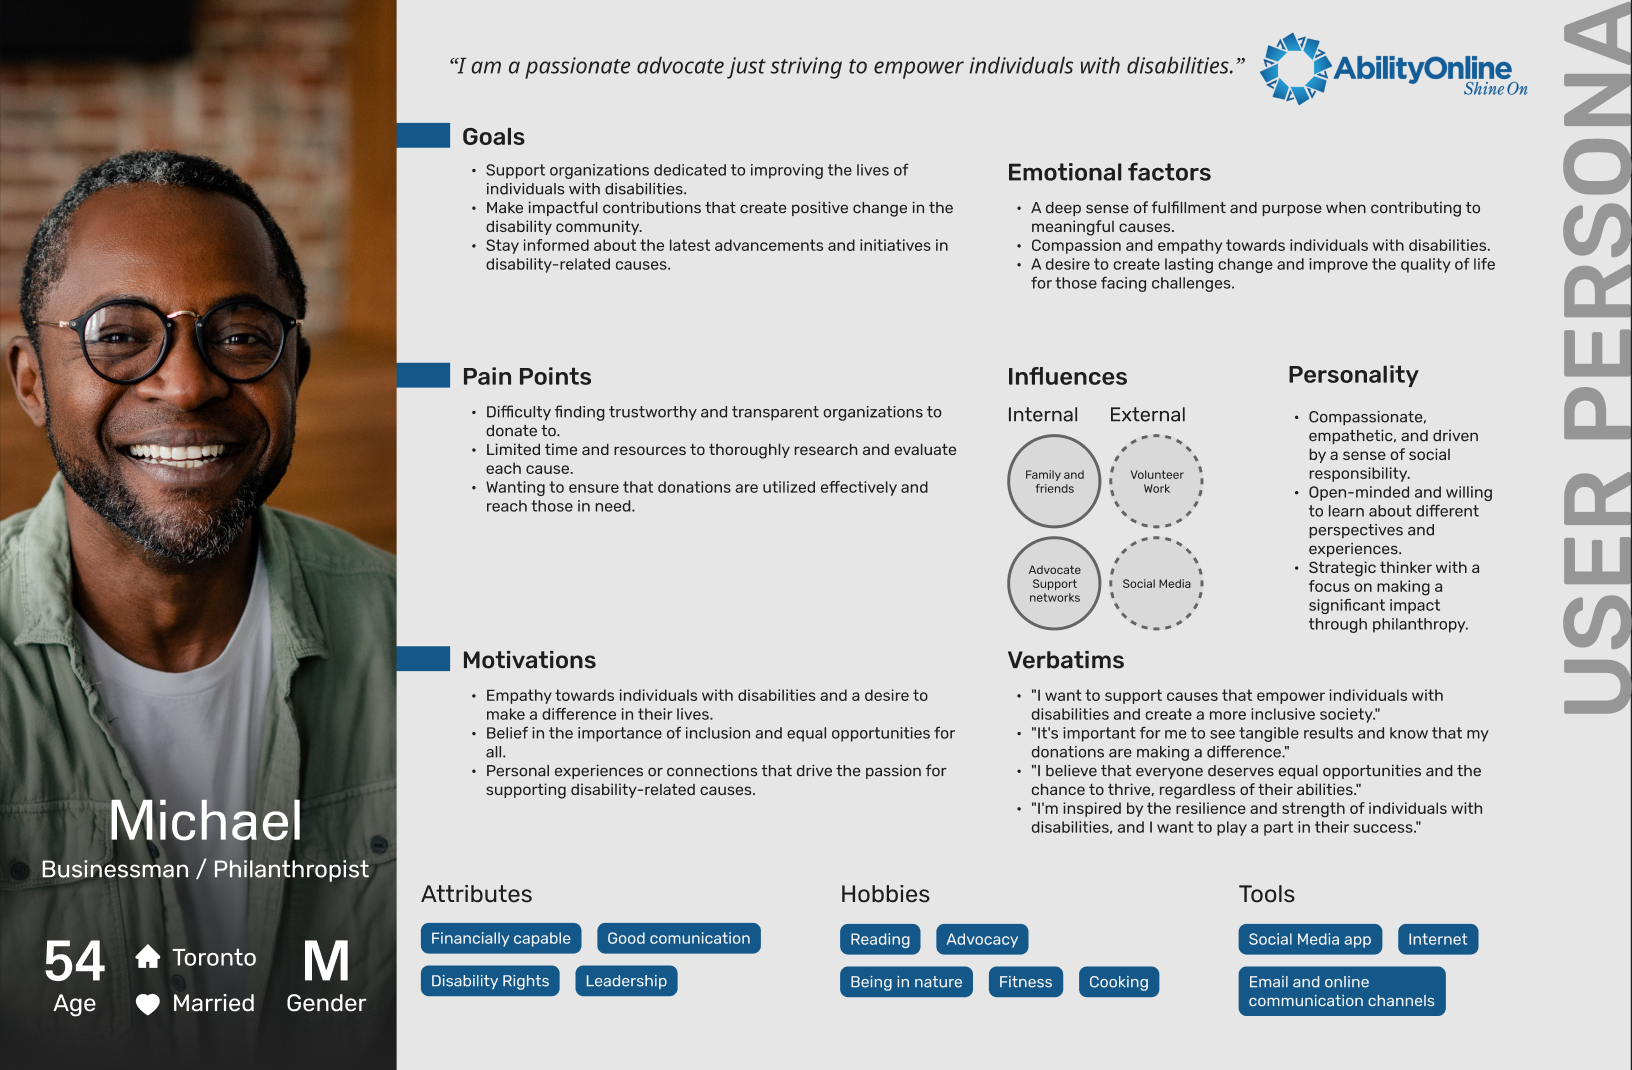 “I am a passionate advocate just striving to empower individuals with disabilities.”
AbilityOnline
Shine On
USER PERSONA
Goals
• Support organizations dedicated to improving the lives of
individuals with disabilities.
• Make impactful contributions that create positive change in the
disability community.
• Stay informed about the latest advancements and initiatives in
disability-related causes.
Emotional factors
• A deep sense of fulfillment and purpose when contributing to
meaningful causes.
• Compassion and empathy towards individuals with disabilities.
• A desire to create lasting change and improve the quality of life
for those facing challenges.
Pain Points
• Difficulty finding trustworthy and transparent organizations to
donate to.
• Limited time and resources to thoroughly research and evaluate
each cause.
• Wanting to ensure that donations are utilized effectively and
reach those in need.
Influences
Internal
External
Family and
friends
Volunteer
Work
Advocate
Support
networks
Social Media
Personality
• Compassionate,
empathetic, and driven
by a sense of social
responsibility.
• Open-minded and willing
to learn about different
perspectives and
experiences.
• Strategic thinker with a
focus on making a
significant impact
through philanthropy.
Motivations
• Empathy towards individuals with disabilities and a desire to
make a difference in their lives.
• Belief in the importance of inclusion and equal opportunities for
all.
• Personal experiences or connections that drive the passion for
supporting disability-related causes.
Verbatims
• "I want to support causes that empower individuals with
disabilities and create a more inclusive society."
• "It's important for me to see tangible results and know that my
donations are making a difference."
• "I believe that everyone deserves equal opportunities and the
chance to thrive, regardless of their abilities."
• "I'm inspired by the resilience and strength of individuals with
disabilities, and I want to play a part in their success."
Michael
Businessman / Philanthropist
54
Age
Toronto
Married
M
Gender
Attributes
Financially capable
Good comunication
Disability Rights
Leadership
Hobbies
Reading
Advocacy
Being in nature
Fitness
Cooking
Tools
Social Media app
Internet
Email and online
communication channels